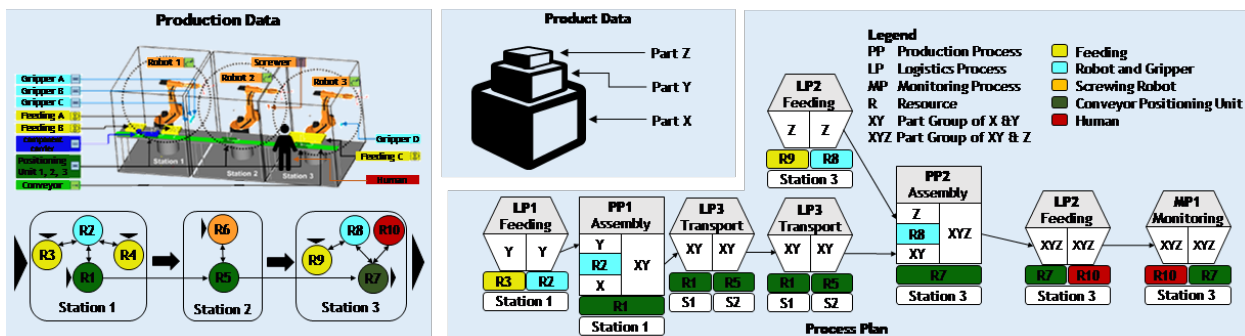 Production Data
Robot 1
Screwer
Robot 2
Robot 3
Gripper A
Gripper B
Gripper C
Feeding A
Feeding B
Positioning
Unit 1, 2, 3
Conveyor
Station 1
Station 2
Station 3
Gripper D
Feeding C
Human
R2
R3
R4
R1
Station 1
R6
R5
Station 2
R8
R10
R9
R7
Station 3
Product Data
Part Z
Part Y
Part X
Legend
PP Production Process
LP Logistics Process
MP Monitoring Process
R Resource
XY Part Group of X &Y
XYZ Part Group of XY & Z
Feeding
Robot and Gripper
Screwing Robot
Conveyor Positioning Unit
Human
LP2
Feeding
Z Z
R9 R8
Station 3
LP1
Feeding
Y Y
R3 R2
Station 1
PP1
Assembly
Y
R2
X
XY
R1
Station 1
LP3
Transport
XY XY
R1 R5
S1 S2
LP3
Transport
XY XY
R1 R5
S1 S2
PP2
Assembly
Z
R8
XY
XYZ
R7
Station 3
LP2
Feeding
XYZ XYZ
R7 R10
Station 3
MP1
Monitoring
XYZ XYZ
R10 R7
Station 3
Process Plan